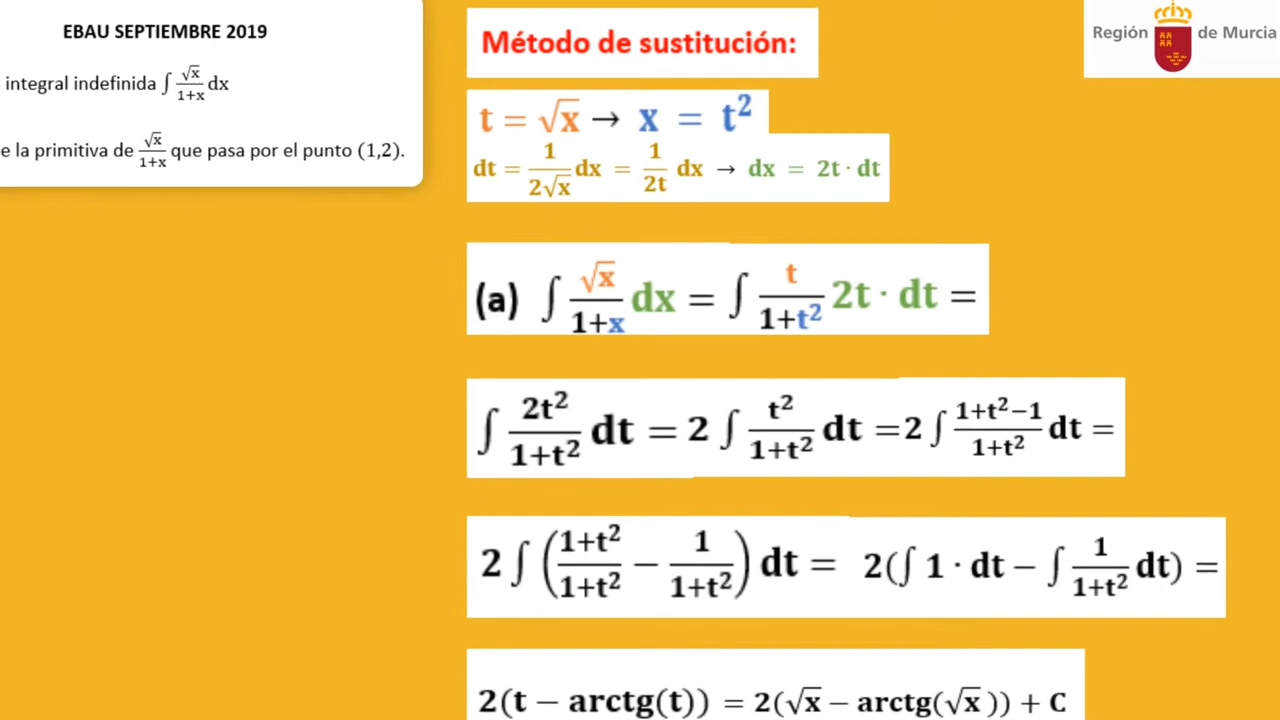 EBAU SEPTIEMBRE 2019
integral indefinida ∫ √x/(1+x) dx
e la primitiva de √x/(1+x) que pasa por el punto (1,2).
Método de sustitución:
t = √x → x = t²
dt = 1/(2√x) dx = 1/(2t) dx → dx = 2t · dt
(a) ∫ √x/(1+x) dx = ∫ t/(1+t²) 2t · dt =
∫ 2t²/(1+t²) dt = 2 ∫ t²/(1+t²) dt =2 ∫ (1+t²−1)/(1+t²) dt =
2 ∫ ((1+t²)/(1+t²) − 1/(1+t²)) dt = 2(∫ 1 · dt − ∫ 1/(1+t²) dt) =
2(t − arctg(t)) = 2(√x − arctg(√x)) + C
Región de Murcia